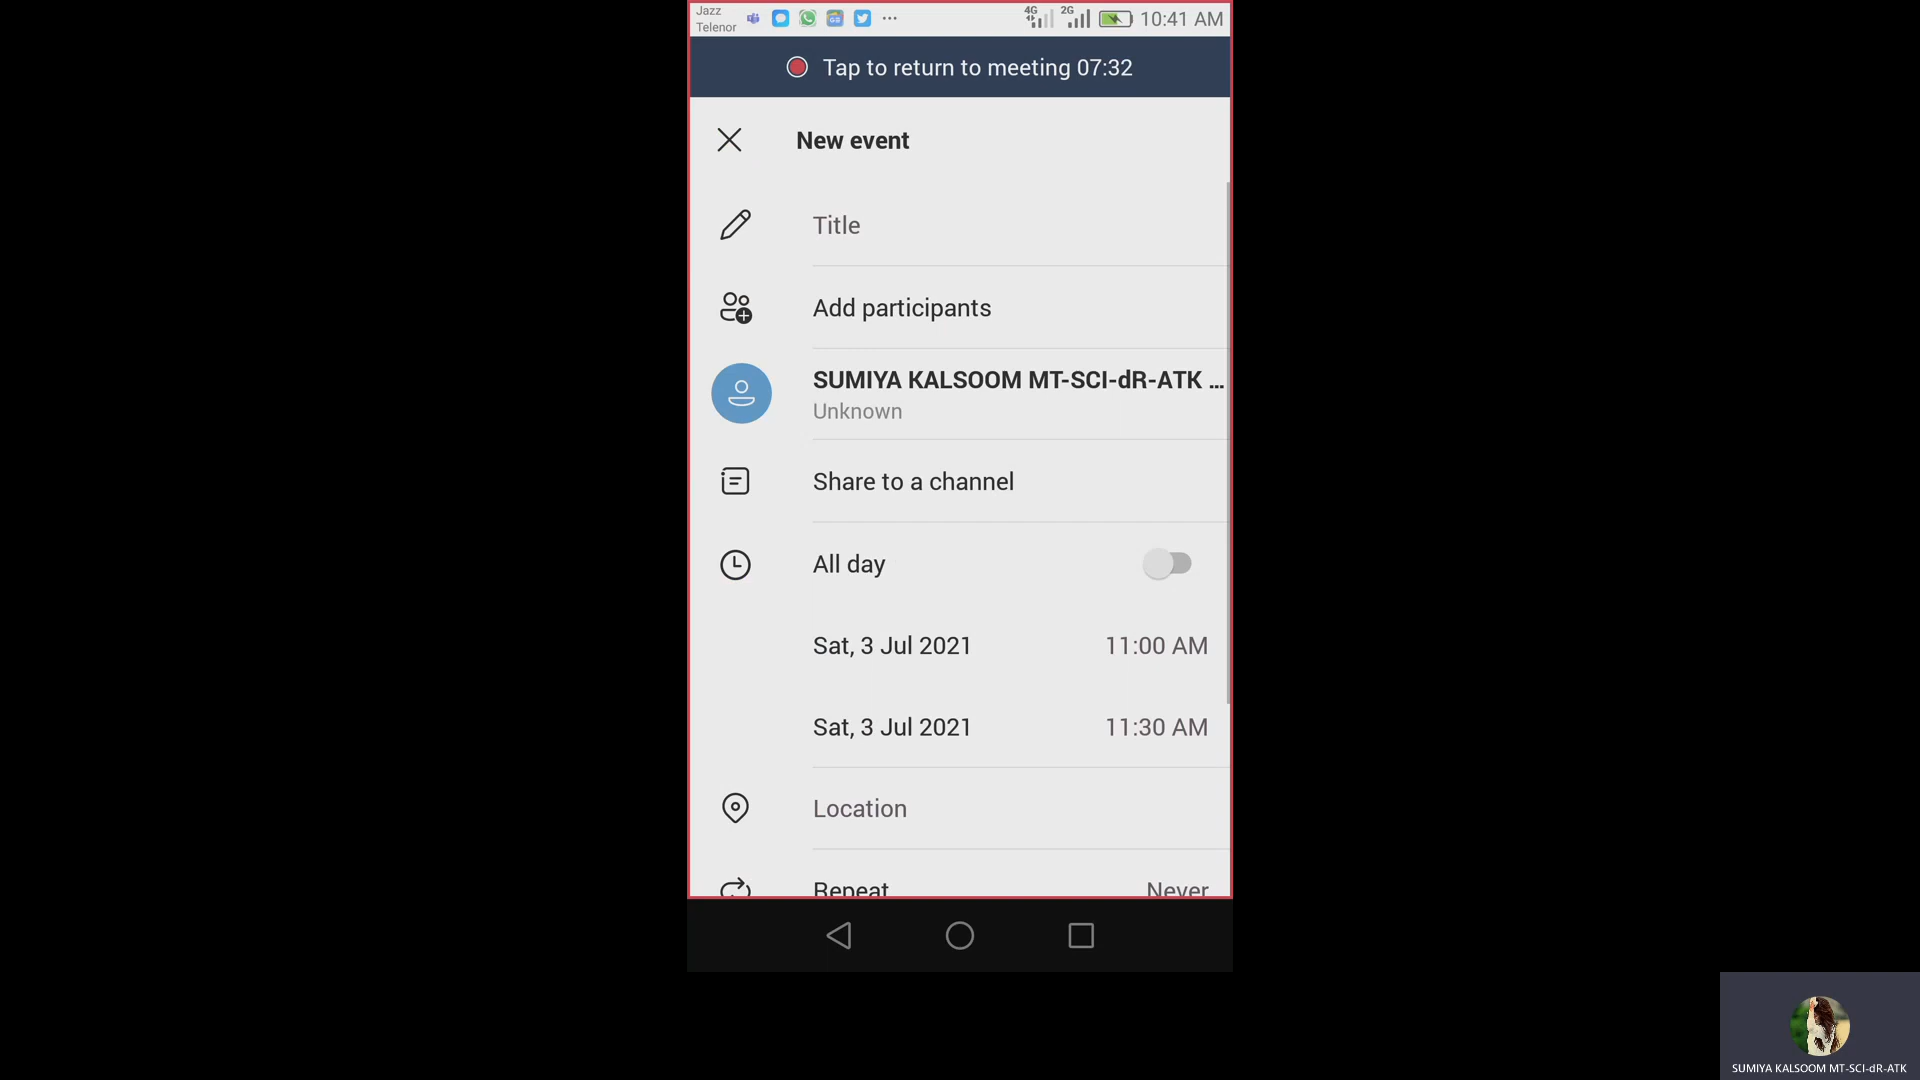 Jazz
Telenor
4G
2G
10:41 AM
Tap to return to meeting 07:32
New event
Title
Add participants
SUMIYA KALSOOM MT-SCI-dR-ATK ...
Unknown
Share to a channel
All day
Sat, 3 Jul 2021 11:00 AM
Sat, 3 Jul 2021 11:30 AM
Location
Repeat Never
SUMIYA KALSOOM MT-SCI-dR-ATK